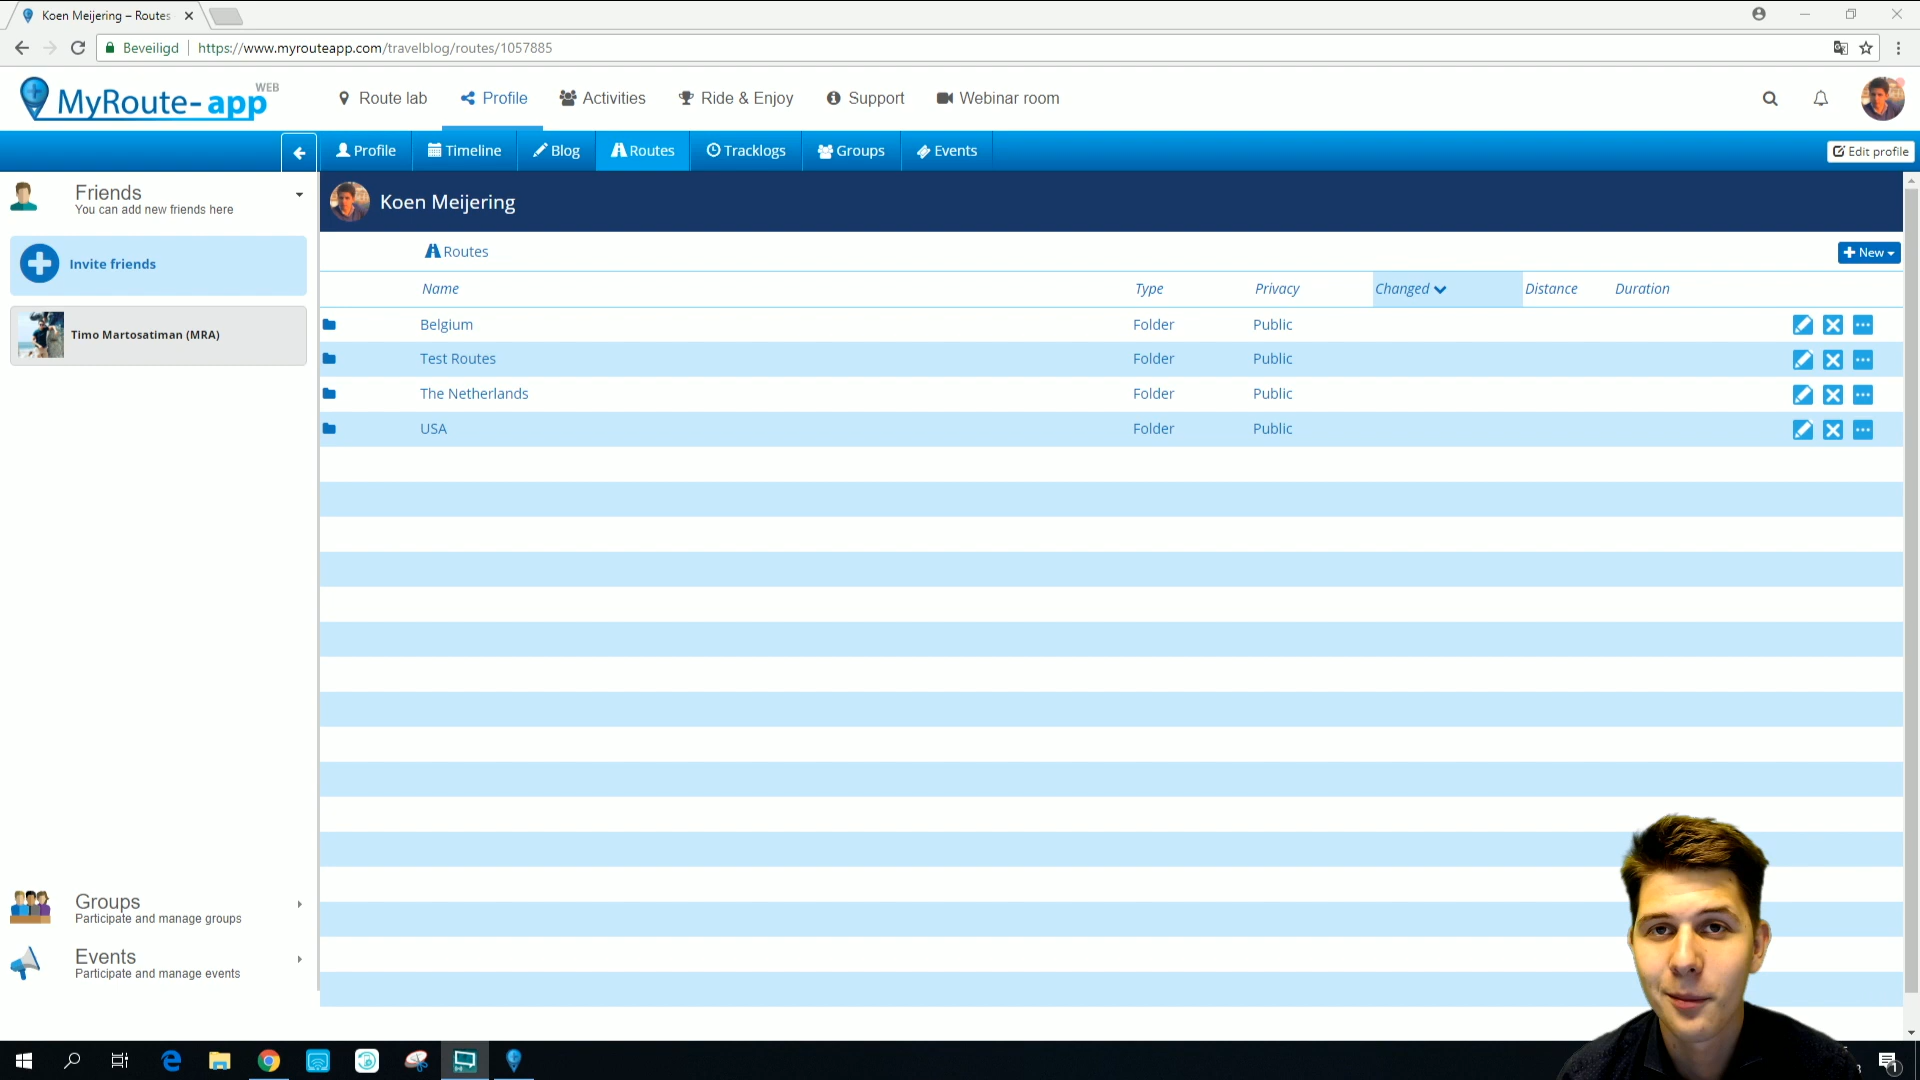 Koen Meijering – Routes
Beveiligd https://www.myrouteapp.com/travelblog/routes/1057885
MyRoute-app WEB
Route lab Profile Activities Ride & Enjoy Support Webinar room
Profile Timeline Blog Routes Tracklogs Groups Events Edit profile
Friends
You can add new friends here
Invite friends
Timo Martosatiman (MRA)
Groups
Participate and manage groups
Events
Participate and manage events
Koen Meijering
Routes New
Name Type Privacy Changed Distance Duration
Belgium Folder Public
Test Routes Folder Public
The Netherlands Folder Public
USA Folder Public
1